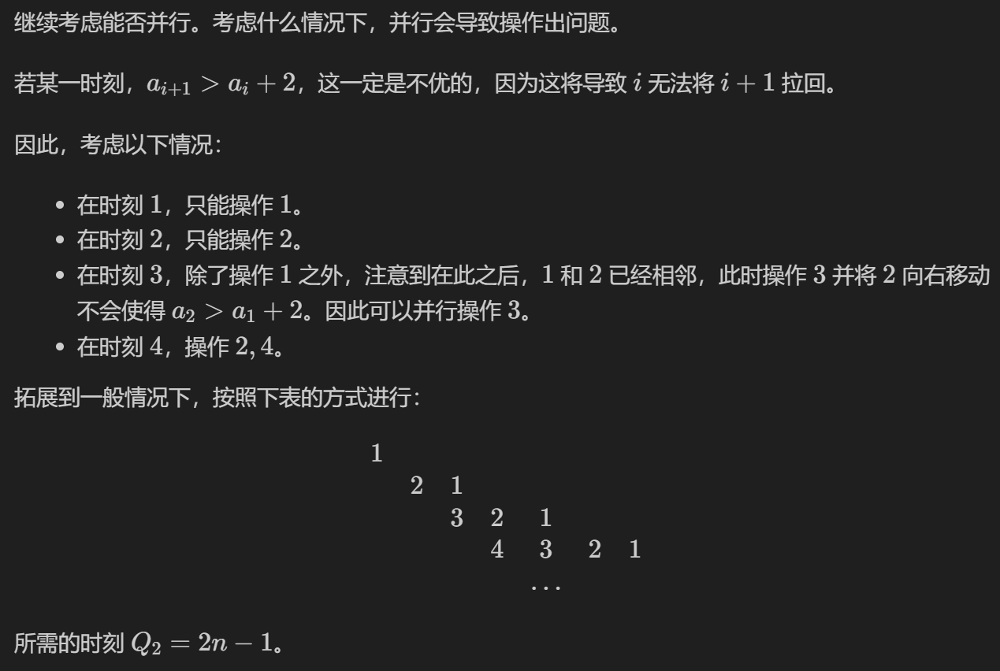 继续考虑能否并行。考虑什么情况下，并行会导致操作出问题。
若某一时刻，a_{i+1} > a_i + 2，这一定是不优的，因为这将导致 i 无法将 i + 1 拉回。
因此，考虑以下情况：
• 在时刻 1，只能操作 1。
• 在时刻 2，只能操作 2。
• 在时刻 3，除了操作 1 之外，注意到在此之后，1 和 2 已经相邻，此时操作 3 并将 2 向右移动
不会使得 a_2 > a_1 + 2。因此可以并行操作 3。
• 在时刻 4，操作 2, 4。
拓展到一般情况下，按照下表的方式进行：
1
2 1
3 2 1
4 3 2 1
...
所需的时刻 Q_2 = 2n − 1。